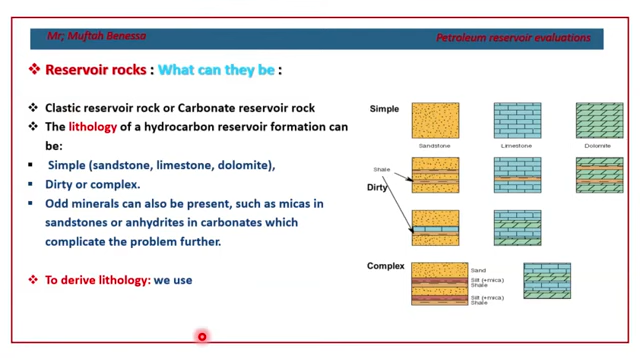 Mr; Muftah Benessa
Petroleum reservoir evaluations
❖ Reservoir rocks : What can they be :
❖ Clastic reservoir rock or Carbonate reservoir rock
❖ The lithology of a hydrocarbon reservoir formation can
be:
▪ Simple (sandstone, limestone, dolomite),
▪ Dirty or complex.
▪ Odd minerals can also be present, such as micas in
sandstones or anhydrites in carbonates which
complicate the problem further.
❖ To derive lithology: we use
Simple
Sandstone
Limestone
Dolomite
Shale
Dirty
Complex
Sand
Silt (+mica)
Shale
Silt (+mica)
Shale